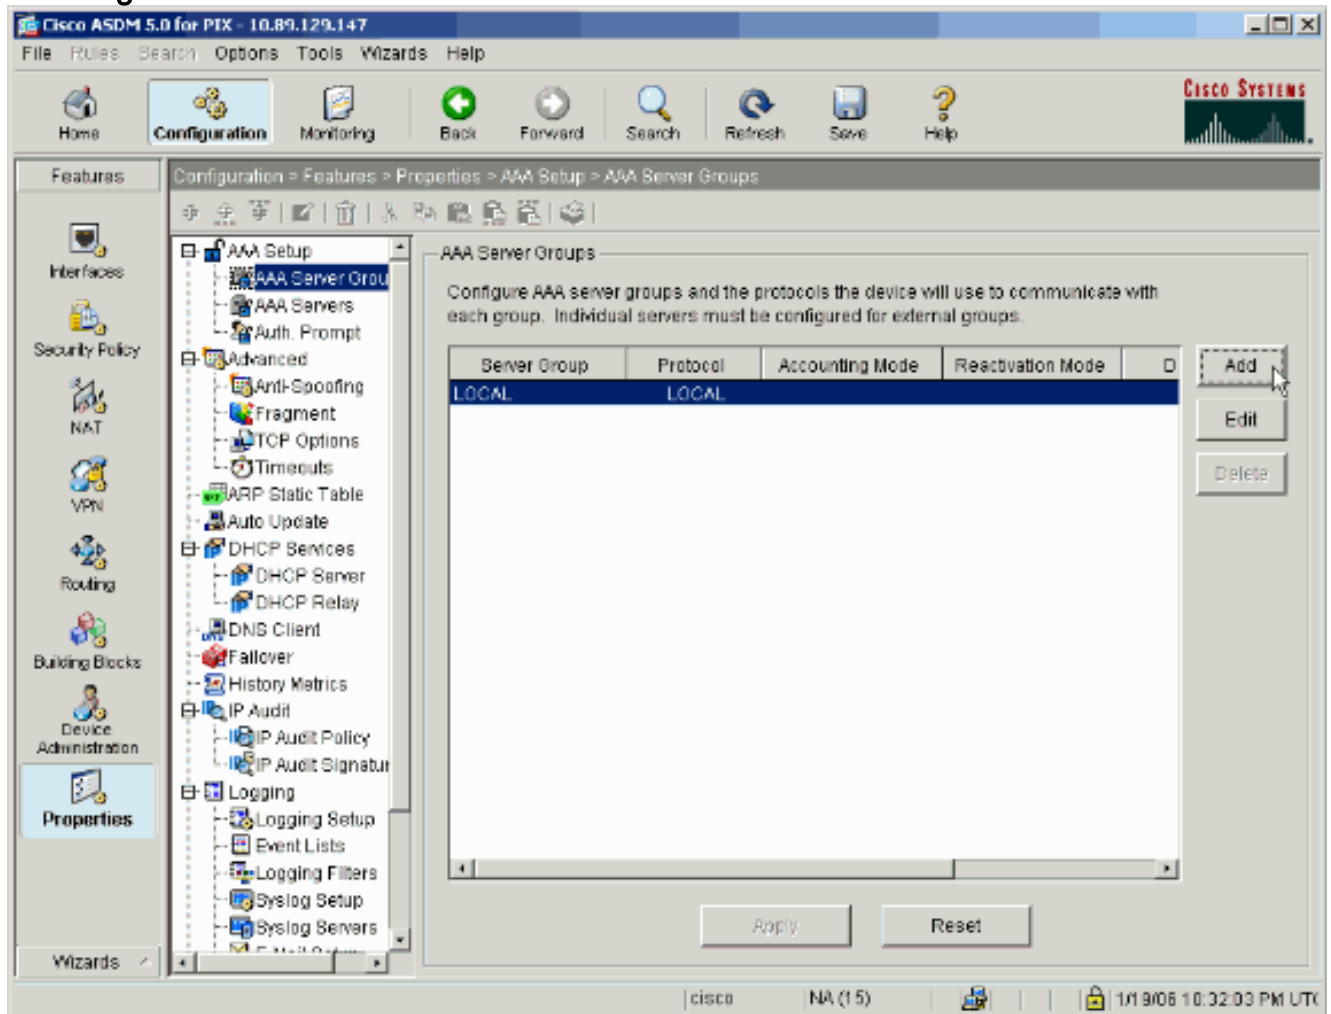 Cisco ASDM 5.0 for PIX - 10.89.129.147
File Rules Search Options Tools Wizards Help
Home Configuration Monitoring Back Forward Search Refresh Save Help
CISCO SYSTEMS
Features
Configuration > Features > Properties > AAA Setup > AAA Server Groups
Interfaces
Security Policy
NAT
VPN
Routing
Building Blocks
Device
Administration
Properties
Wizards
AAA Setup
AAA Server Grou
AAA Servers
Auth. Prompt
Advanced
Anti-Spoofing
Fragment
TCP Options
Timeouts
ARP Static Table
Auto Update
DHCP Services
DHCP Server
DHCP Relay
DNS Client
Failover
History Metrics
IP Audit
IP Audit Policy
IP Audit Signatur
Logging
Logging Setup
Event Lists
Logging Filters
Syslog Setup
Syslog Servers
AAA Server Groups
Configure AAA server groups and the protocols the device will use to communicate with
each group. Individual servers must be configured for external groups.
Server Group Protocol Accounting Mode Reactivation Mode D
LOCAL LOCAL
Add
Edit
Delete
Apply Reset
cisco NA (15) 1/19/06 10:32:03 PM UTC